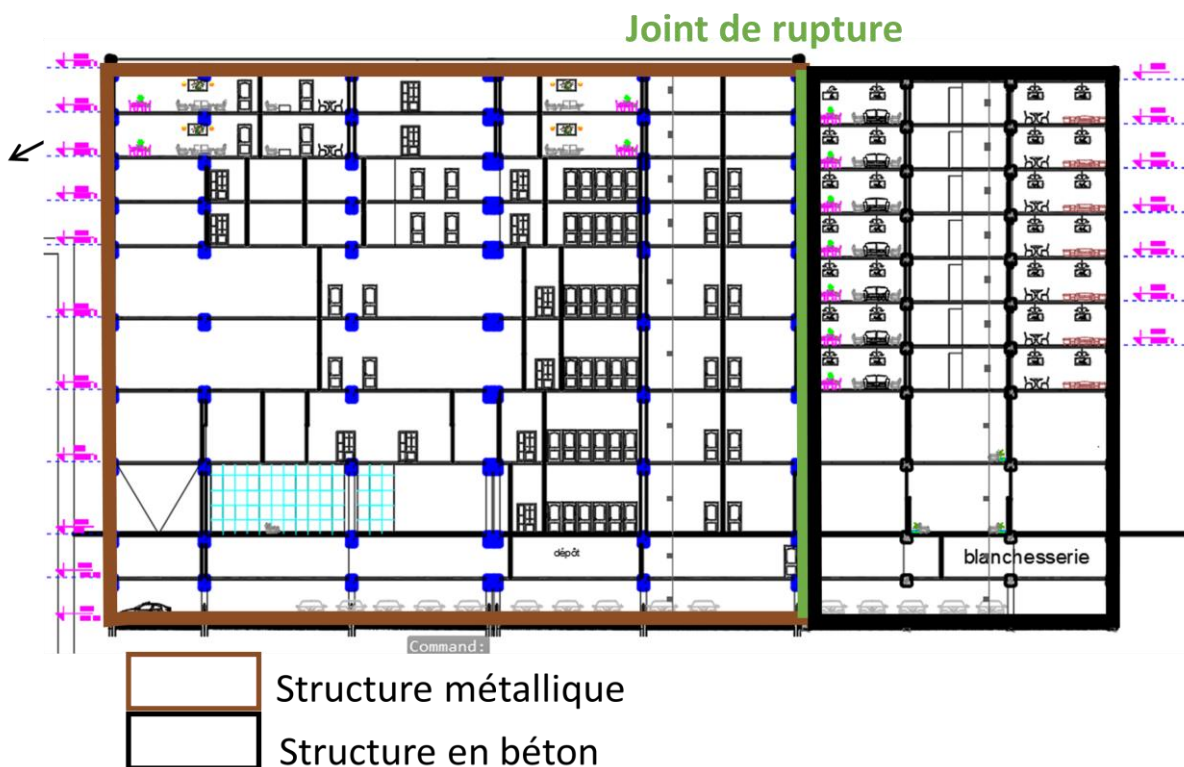 Joint de rupture
dépôt
blanchesserie
Command:
Structure métallique
Structure en béton